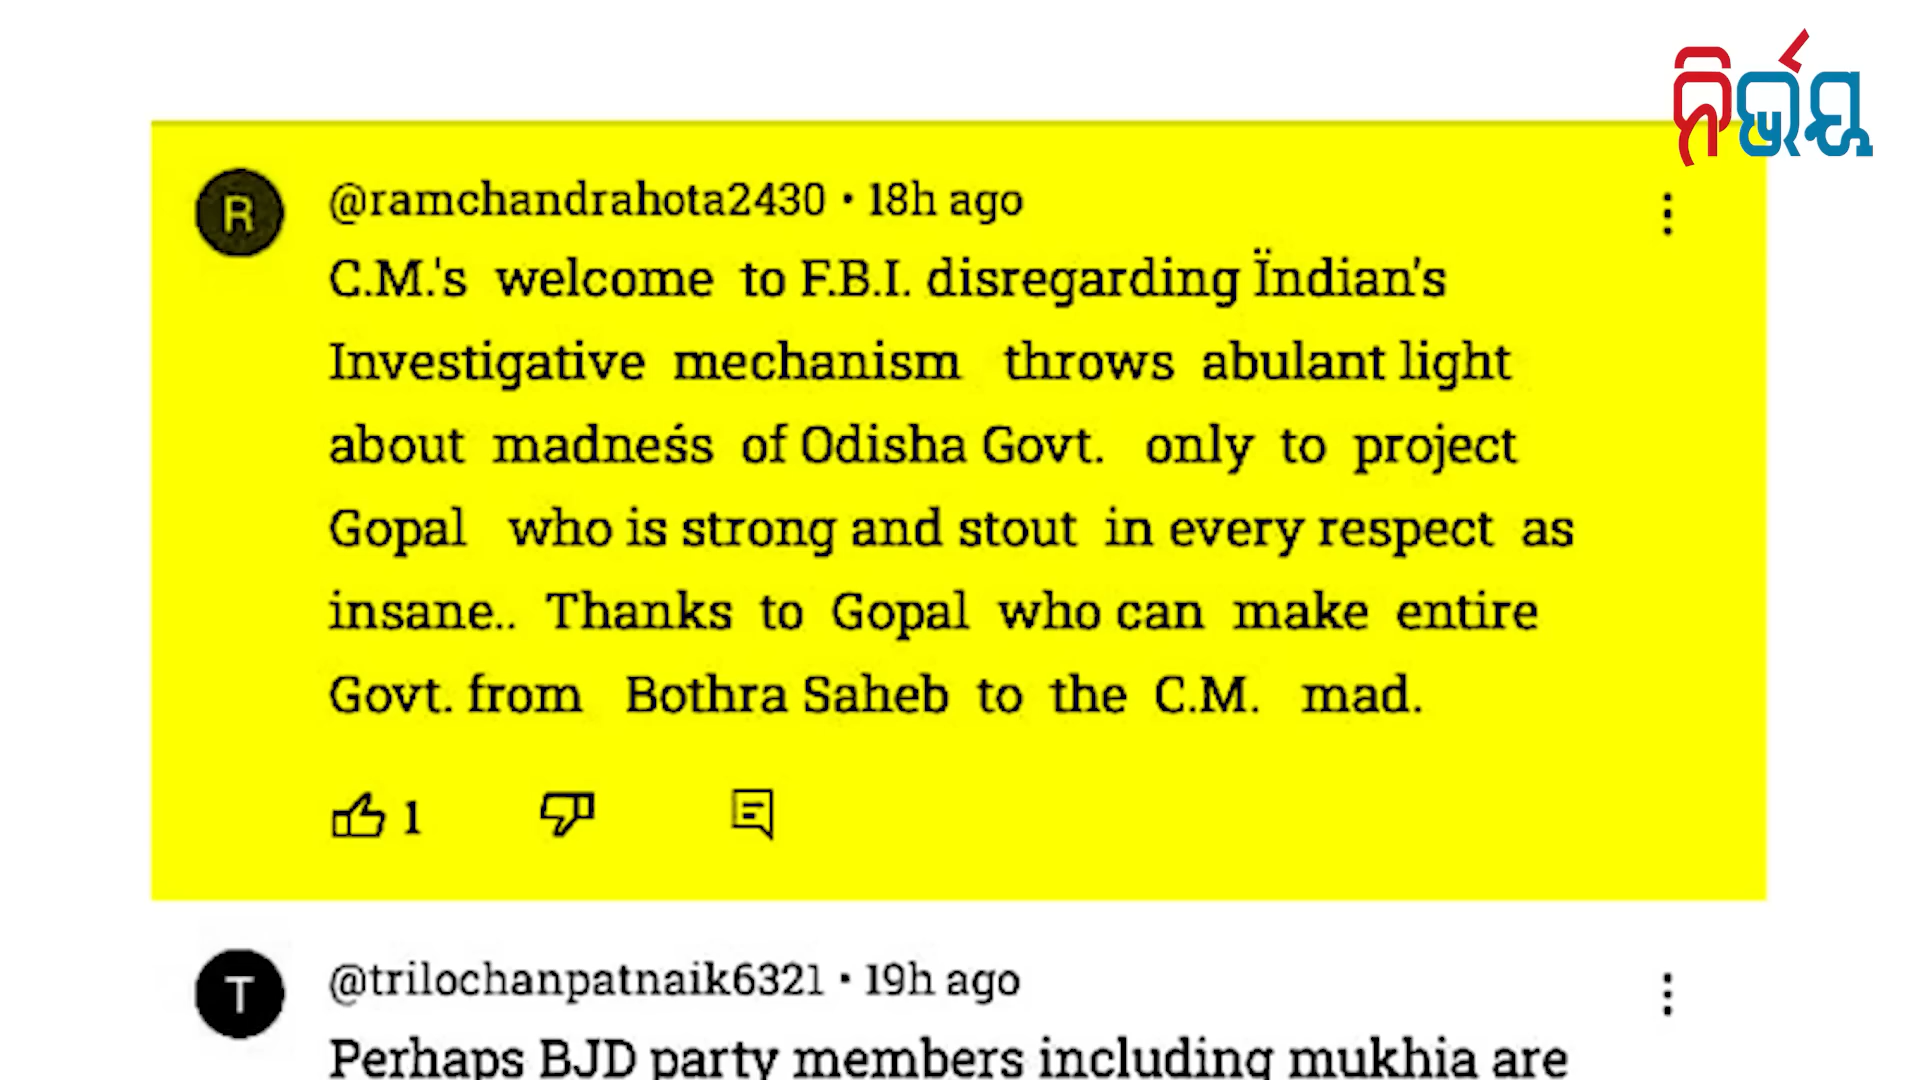 ନିର୍ଭୟ
R
@ramchandrahota2430 • 18h ago
C.M.'s welcome to F.B.I. disregarding Ïndian's
Investigative mechanism throws abulant light
about madneśs of Odisha Govt. only to project
Gopal who is strong and stout in every respect as
insane.. Thanks to Gopal who can make entire
Govt. from Bothra Saheb to the C.M. mad.
1
T
@trilochanpatnaik6321 • 19h ago
Perhaps BJD party members including mukhia are